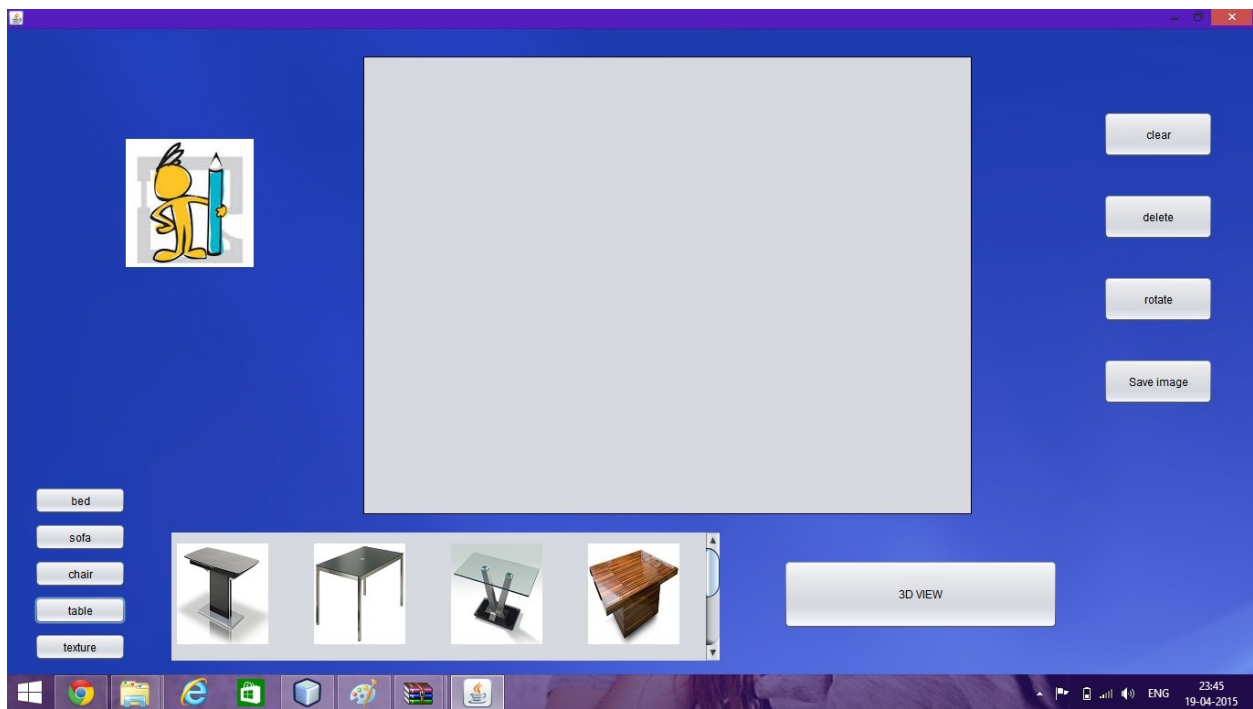 clear
delete
rotate
Save image
bed
sofa
chair
table
texture
3D VIEW
ENG
23:45
19-04-2015